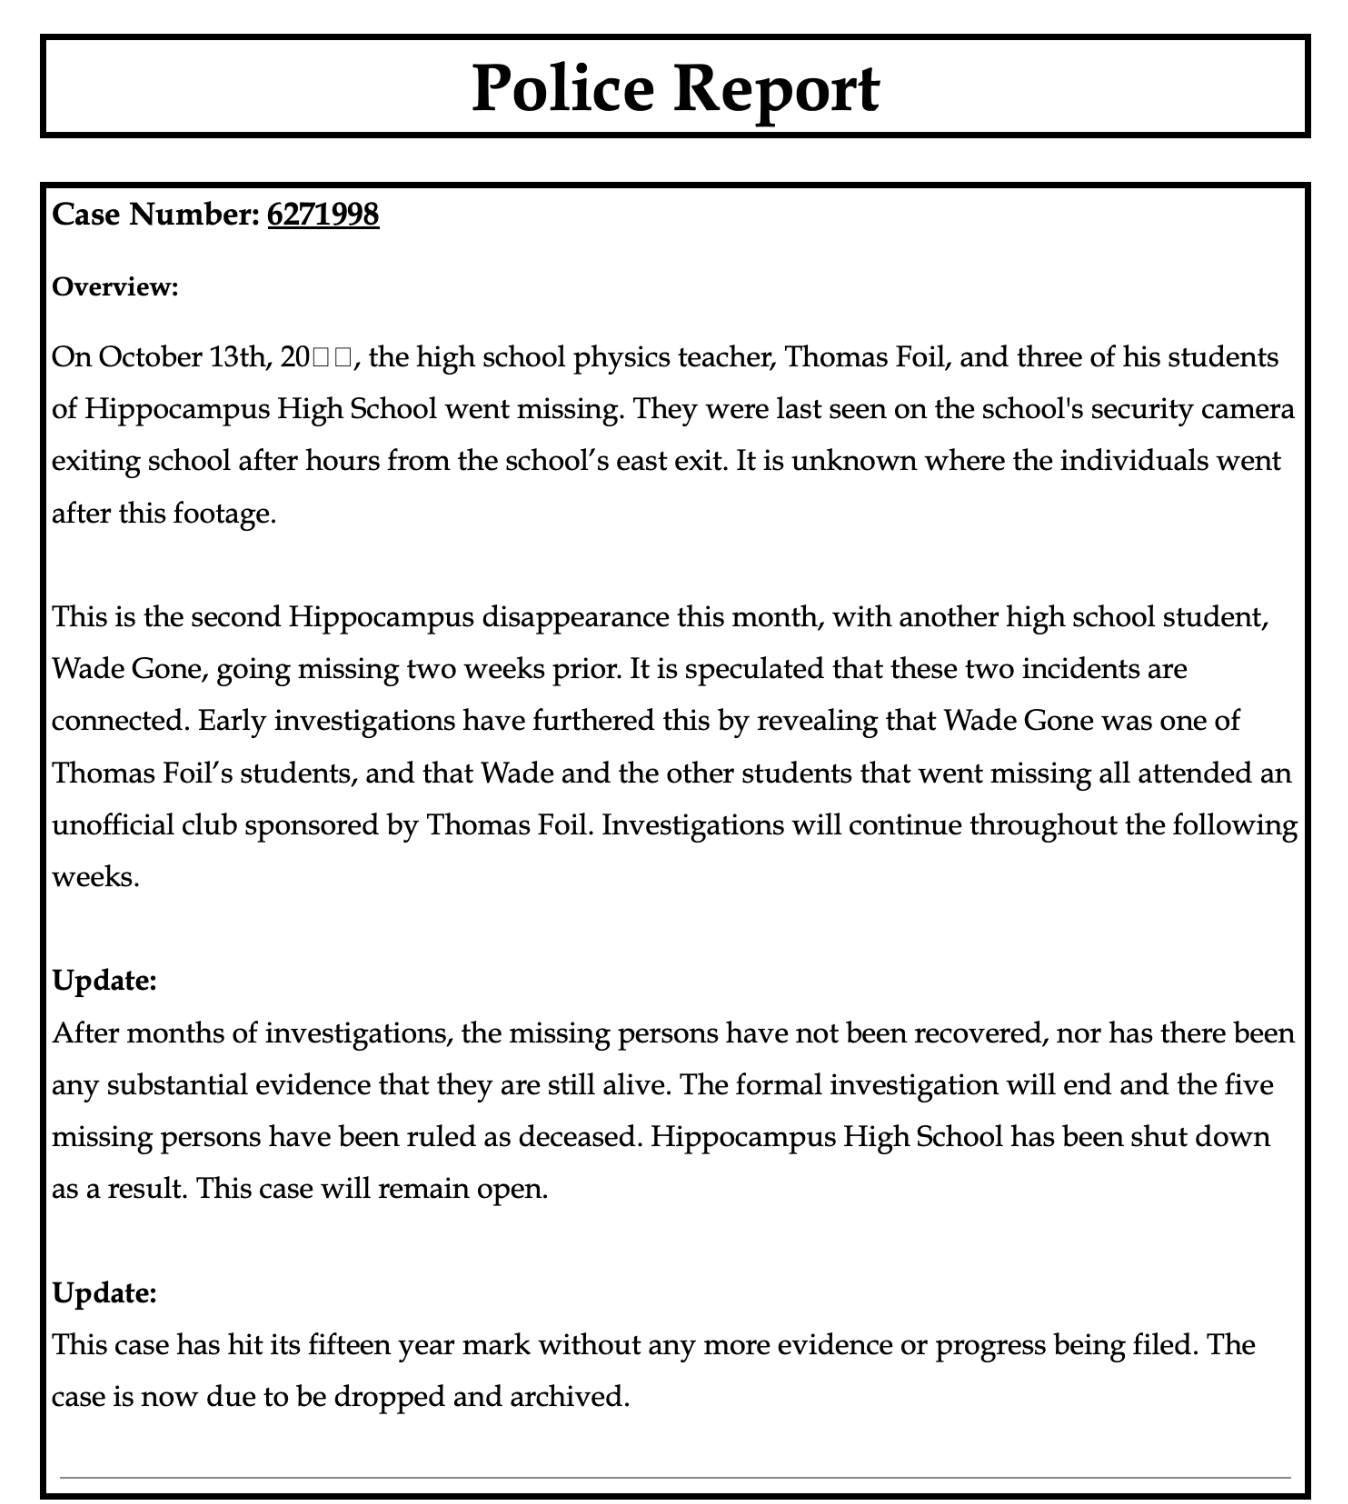 Police Report
Case Number: 6271998
Overview:
On October 13th, 20□□, the high school physics teacher, Thomas Foil, and three of his students
of Hippocampus High School went missing. They were last seen on the school's security camera
exiting school after hours from the school’s east exit. It is unknown where the individuals went
after this footage.
This is the second Hippocampus disappearance this month, with another high school student,
Wade Gone, going missing two weeks prior. It is speculated that these two incidents are
connected. Early investigations have furthered this by revealing that Wade Gone was one of
Thomas Foil’s students, and that Wade and the other students that went missing all attended an
unofficial club sponsored by Thomas Foil. Investigations will continue throughout the following
weeks.
Update:
After months of investigations, the missing persons have not been recovered, nor has there been
any substantial evidence that they are still alive. The formal investigation will end and the five
missing persons have been ruled as deceased. Hippocampus High School has been shut down
as a result. This case will remain open.
Update:
This case has hit its fifteen year mark without any more evidence or progress being filed. The
case is now due to be dropped and archived.